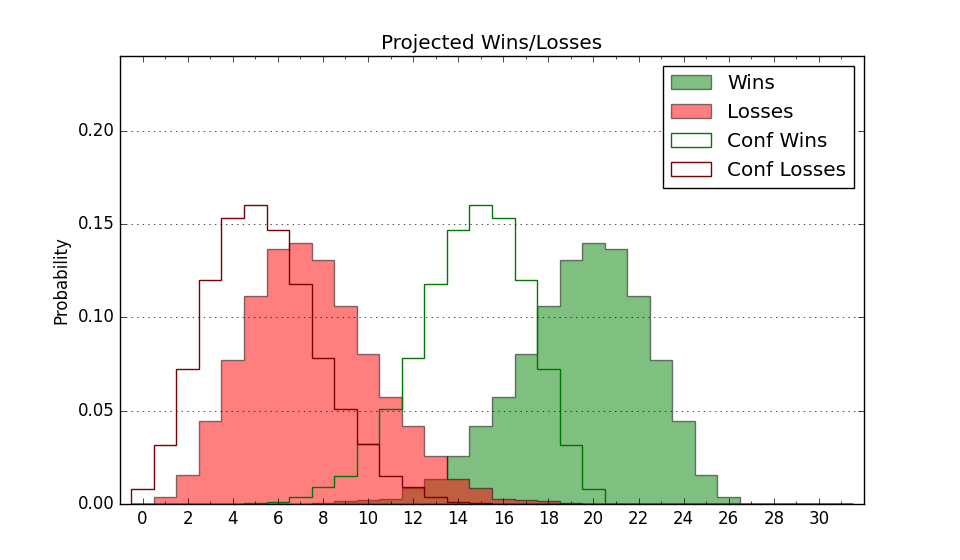 Projected Wins/Losses
Wins
Losses
Conf Wins
Conf Losses
Probability
0.20
0.15
0.10
0.05
0.00
0 2 4 6 8 10 12 14 16 18 20 22 24 26 28 30